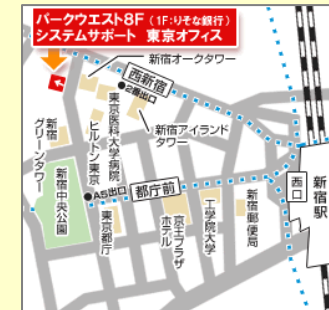 パークウエスト8F（1F:りそな銀行）
システムサポート 東京オフィス
新宿オークタワー
西新宿
2番出口
東京医科大学病院
新宿アイランド
タワー
ヒルトン東京
新宿
グリーンタワー
新宿中央公園
A5出口
都庁前
東京都庁
京王プラザ
ホテル
工学院大学
新宿郵便局
西口
新宿駅